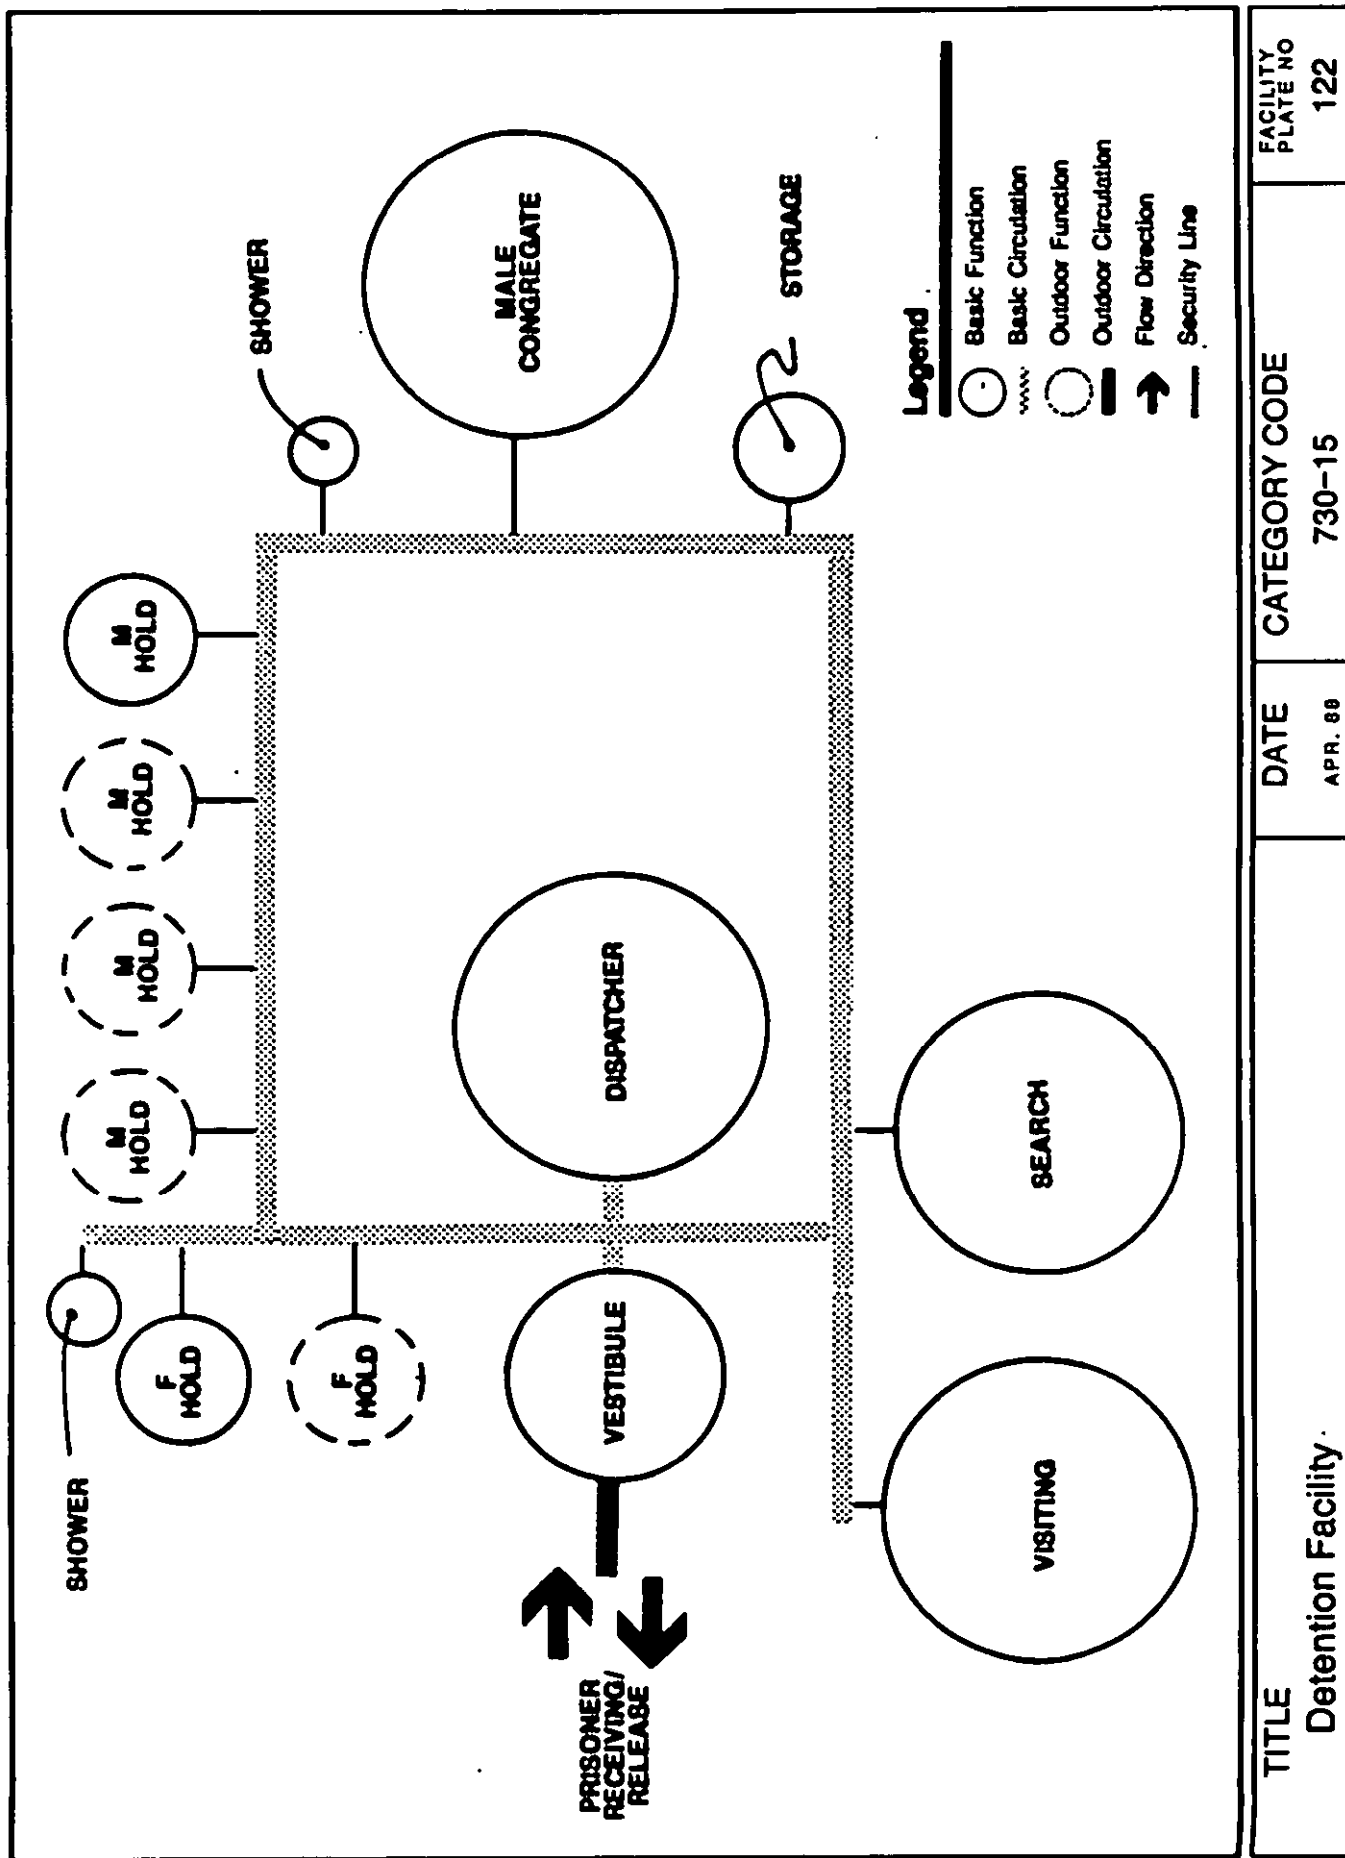 SHOWER
F
HOLD
F
HOLD
M
HOLD
M
HOLD
M
HOLD
M
HOLD
SHOWER
MALE
CONGREGATE
STORAGE
PRISONER
RECEIVING/
RELEASE
VESTIBULE
DISPATCHER
VISITING
SEARCH
Legend
Basic Function
Basic Circulation
Outdoor Function
Outdoor Circulation
Flow Direction
Security Line
TITLE
Detention Facility
DATE
APR. 88
CATEGORY CODE
730-15
FACILITY
PLATE NO
122